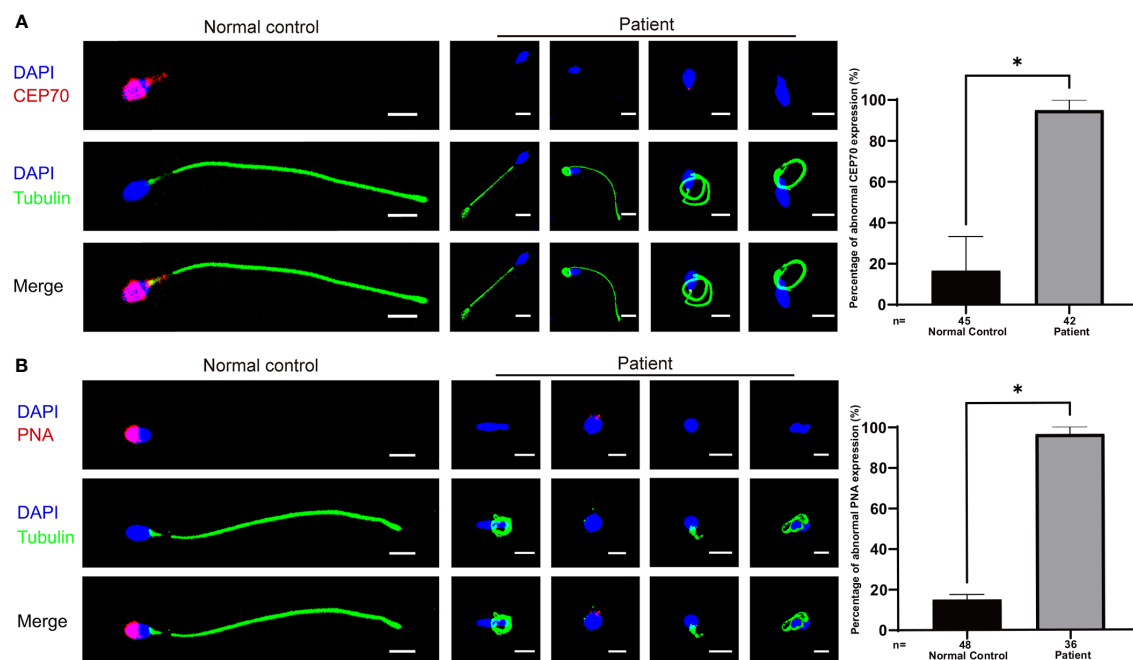 A
Normal control
Patient
DAPI
CEP70
DAPI
Tubulin
Merge
Percentage of abnormal CEP70 expression (%)
100
80
60
40
20
0
*
n=
45
42
Normal Control
Patient
B
Normal control
Patient
DAPI
PNA
DAPI
Tubulin
Merge
Percentage of abnormal PNA expression (%)
100
80
60
40
20
0
*
n=
48
36
Normal Control
Patient